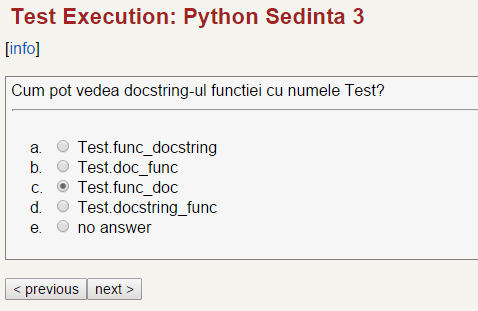 Test Execution: Python Sedinta 3
[info]
Cum pot vedea docstring-ul functiei cu numele Test?
a. Test.func_docstring
b. Test.doc_func
c. Test.func_doc
d. Test.docstring_func
e. no answer
< previous next >